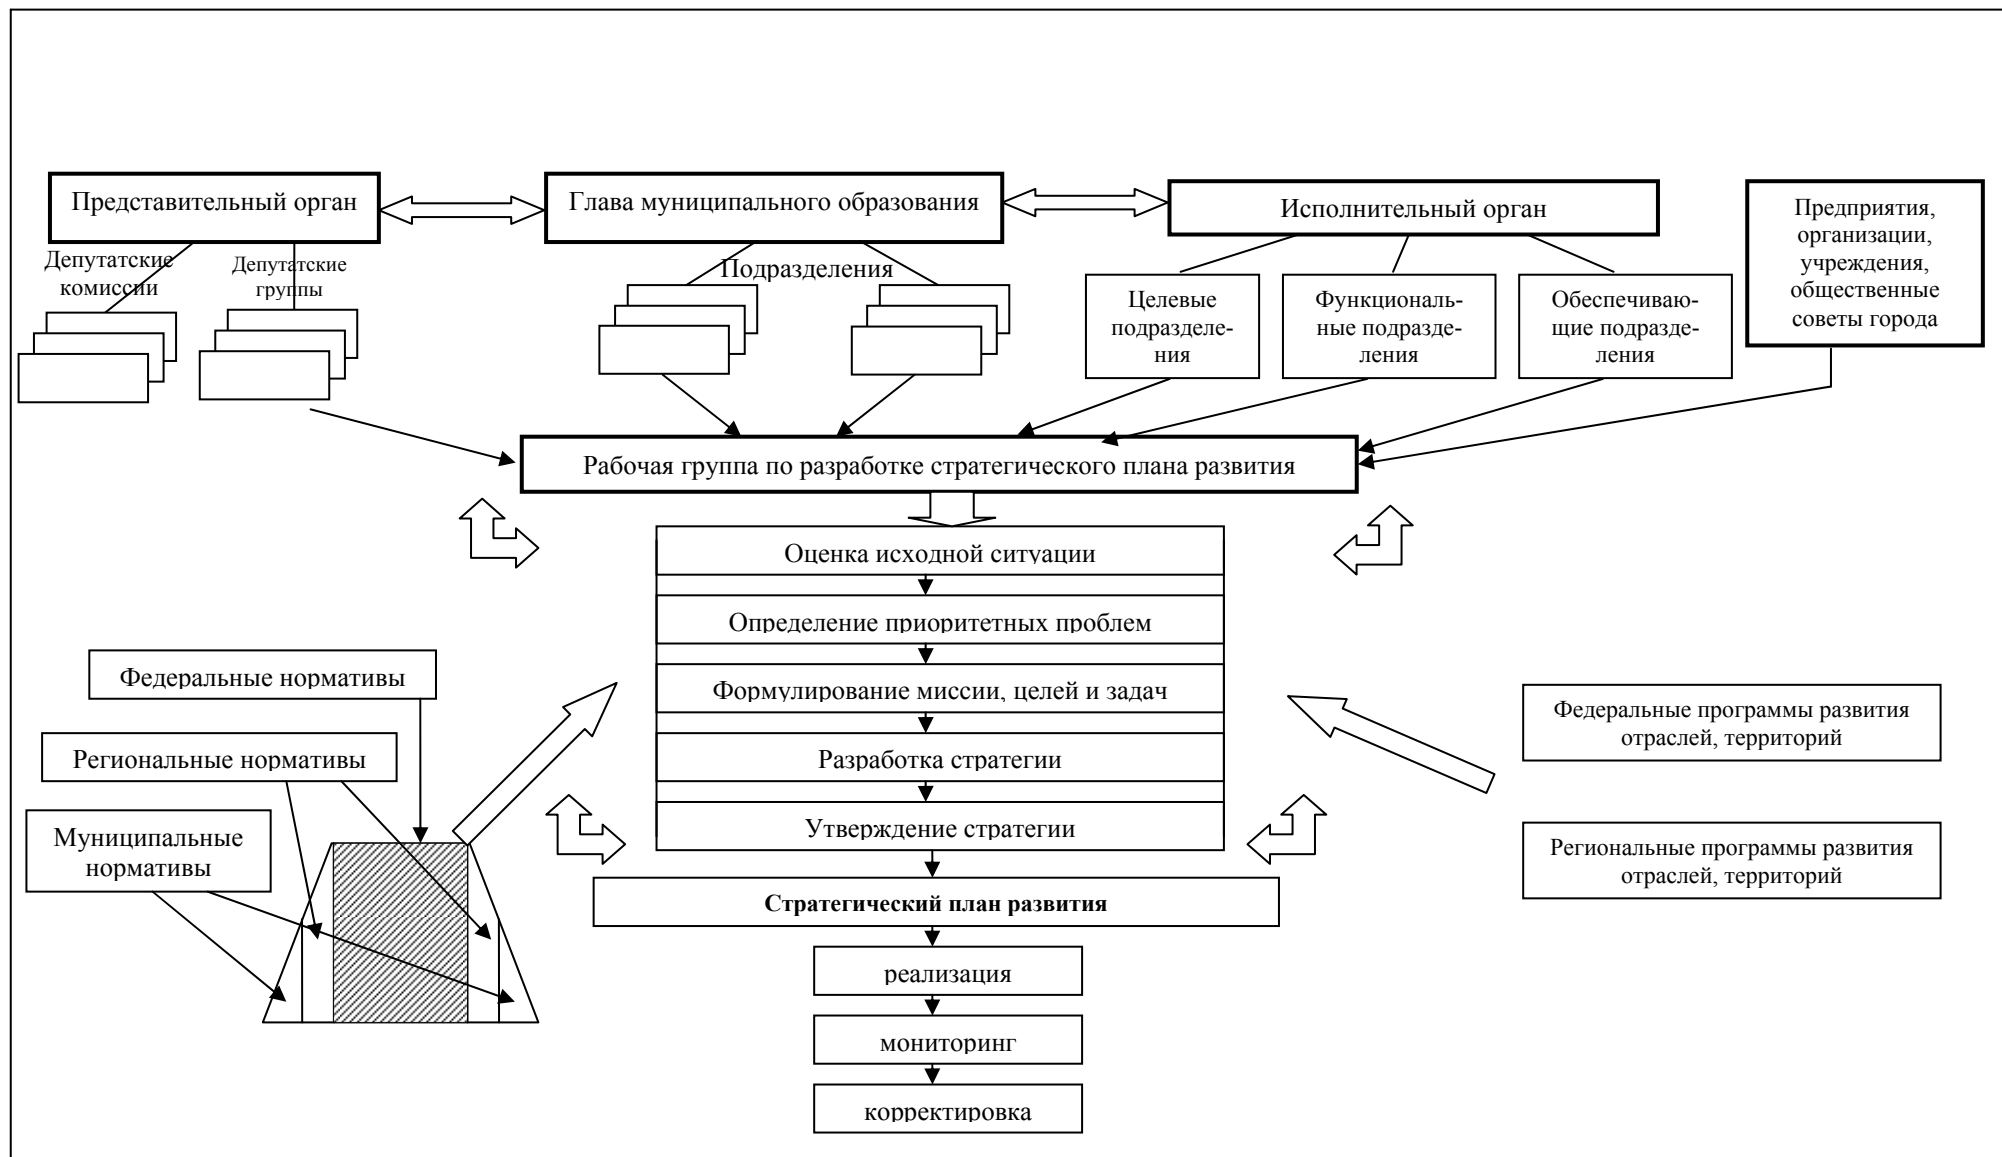 Представительный орган
Глава муниципального образования
Исполнительный орган
Предприятия,
организации,
учреждения,
общественные
советы города
Депутатские
комиссии
Депутатские
группы
Подразделения
Целевые
подразделе-
ния
Функциональ-
ные подразде-
ления
Обеспечиваю-
щие подразде-
ления
Рабочая группа по разработке стратегического плана развития
Оценка исходной ситуации
Определение приоритетных проблем
Формулирование миссии, целей и задач
Разработка стратегии
Утверждение стратегии
Федеральные нормативы
Региональные нормативы
Муниципальные
нормативы
Федеральные программы развития
отраслей, территорий
Региональные программы развития
отраслей, территорий
Стратегический план развития
реализация
мониторинг
корректировка